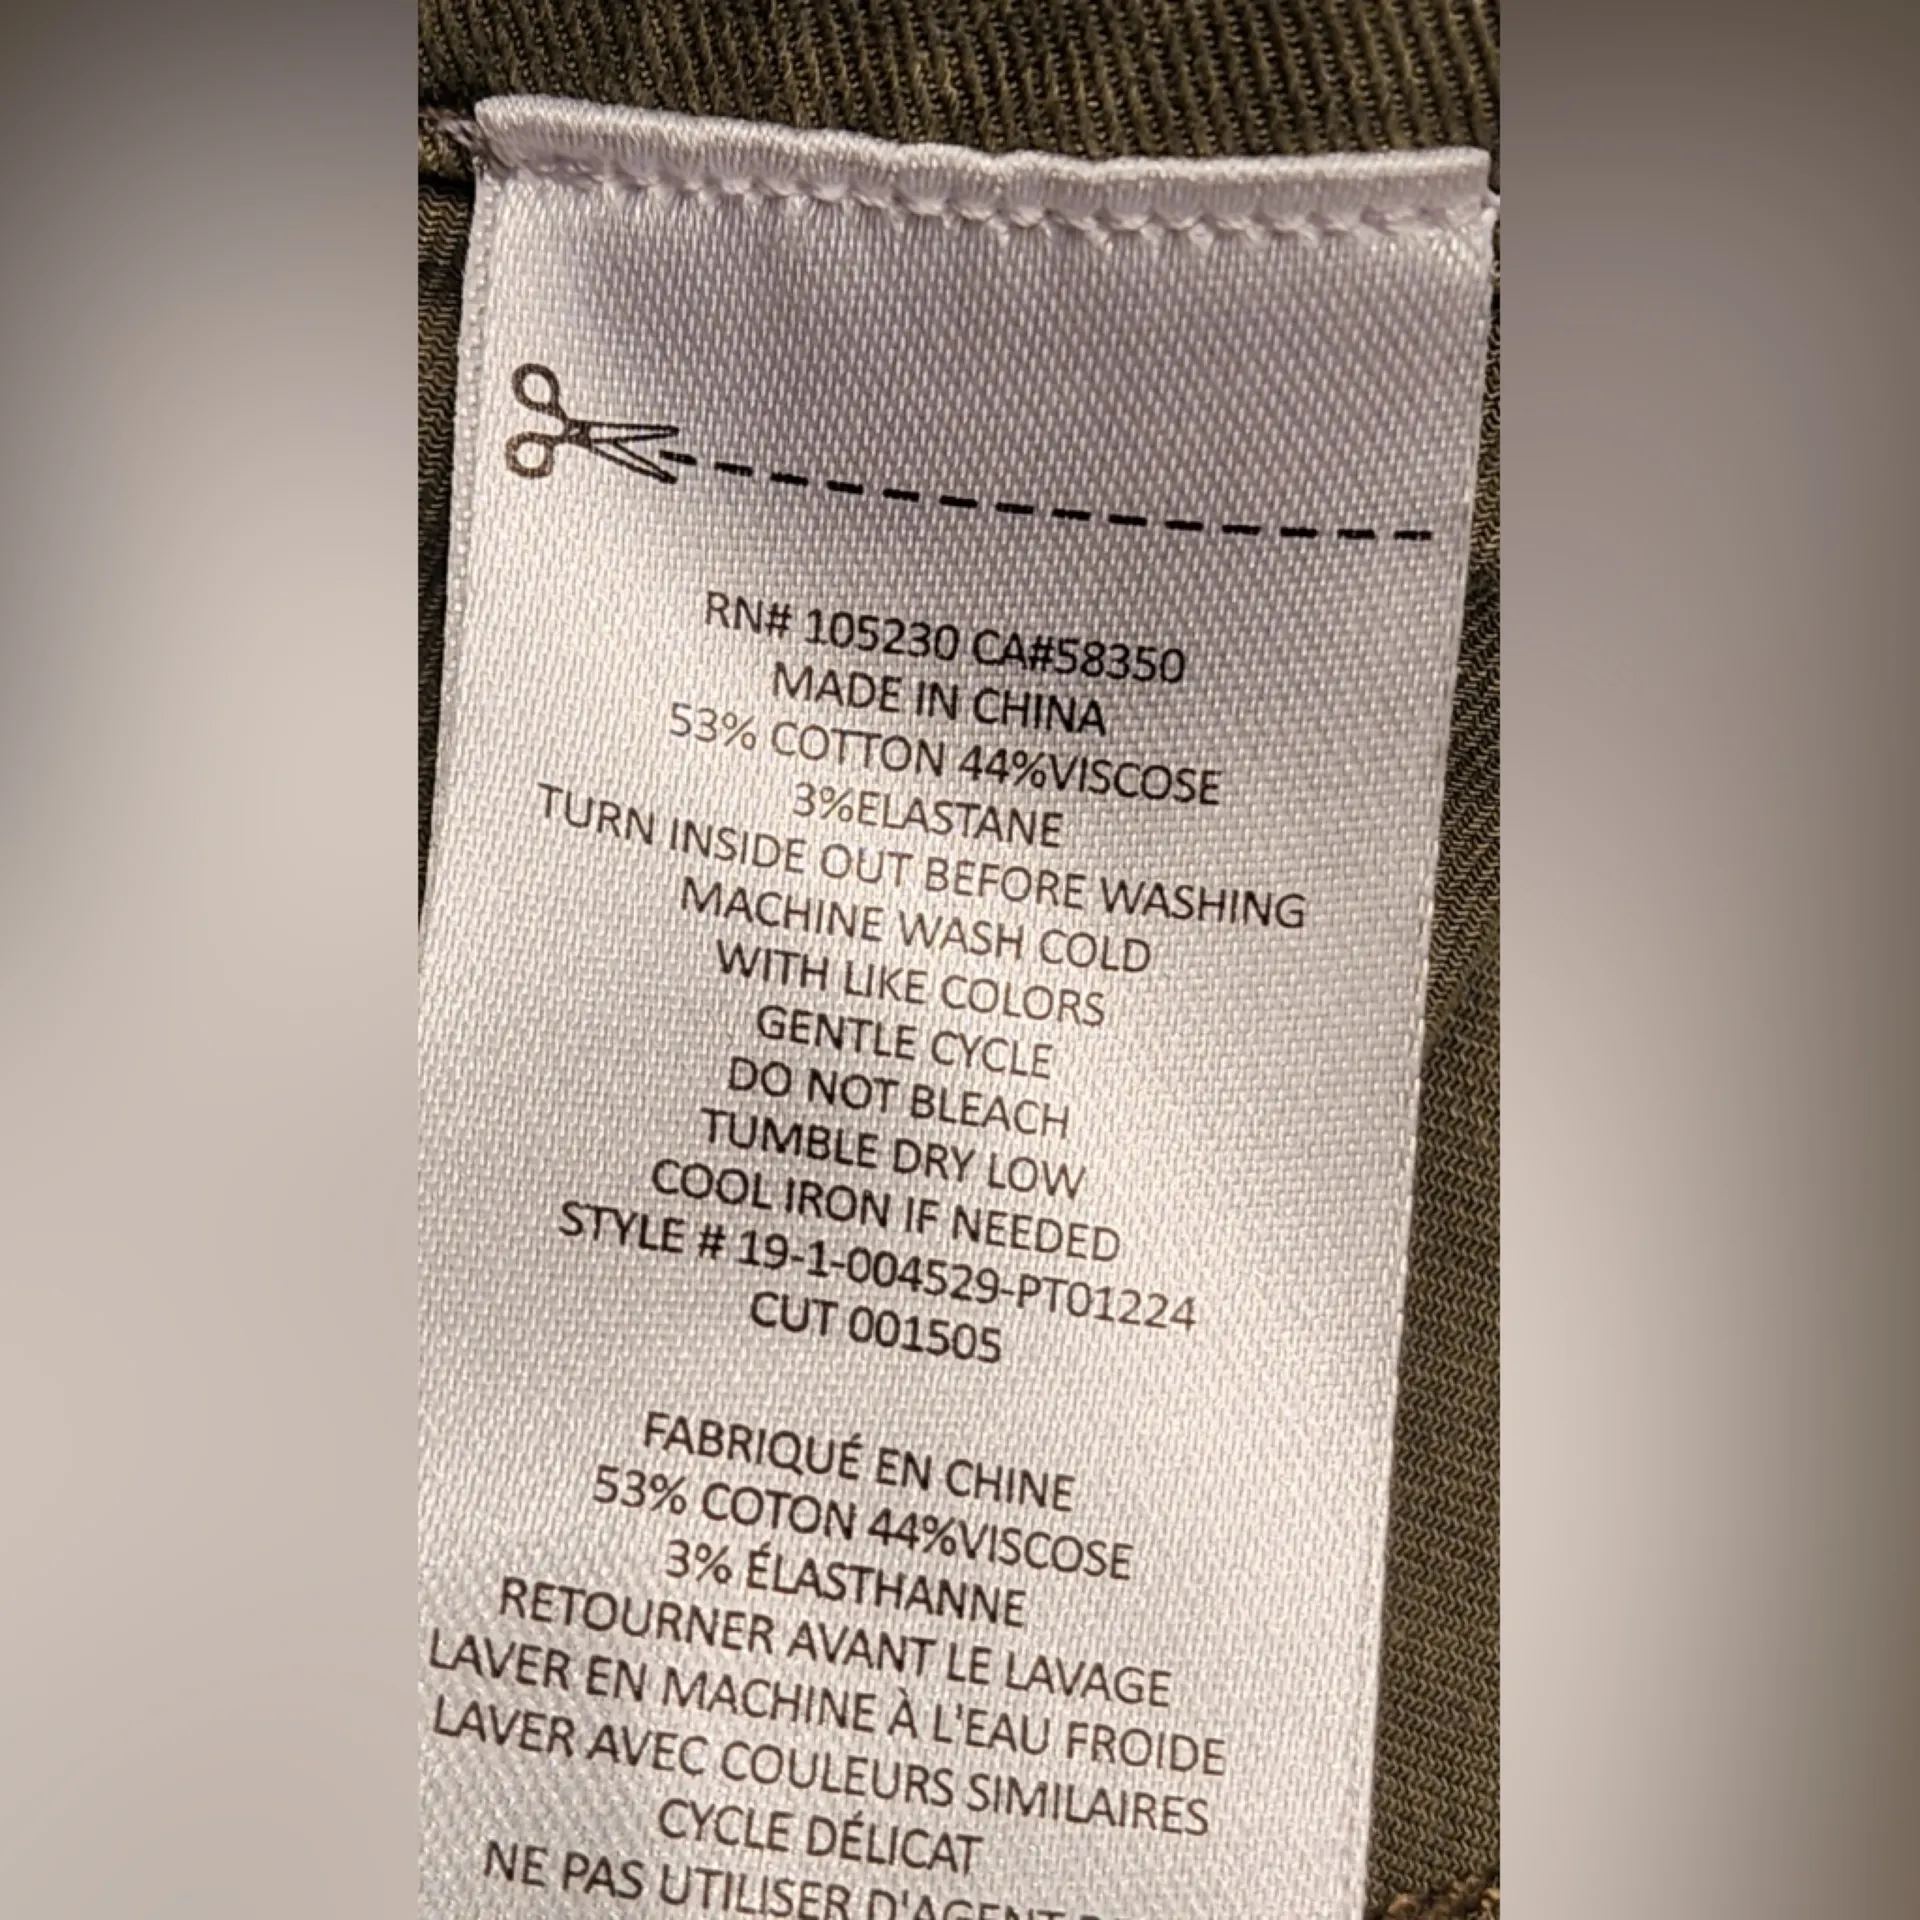 RN# 105230 CA#58350
MADE IN CHINA
53% COTTON 44%VISCOSE
3%ELASTANE
TURN INSIDE OUT BEFORE WASHING
MACHINE WASH COLD
WITH LIKE COLORS
GENTLE CYCLE
DO NOT BLEACH
TUMBLE DRY LOW
COOL IRON IF NEEDED
STYLE # 19-1-004529-PT01224
CUT 001505
FABRIQUÉ EN CHINE
53% COTON 44%VISCOSE
3% ÉLASTHANNE
RETOURNER AVANT LE LAVAGE
LAVER EN MACHINE À L'EAU FROIDE
LAVER AVEC COULEURS SIMILAIRES
CYCLE DÉLICAT
NE PAS UTILISER D'AGENT